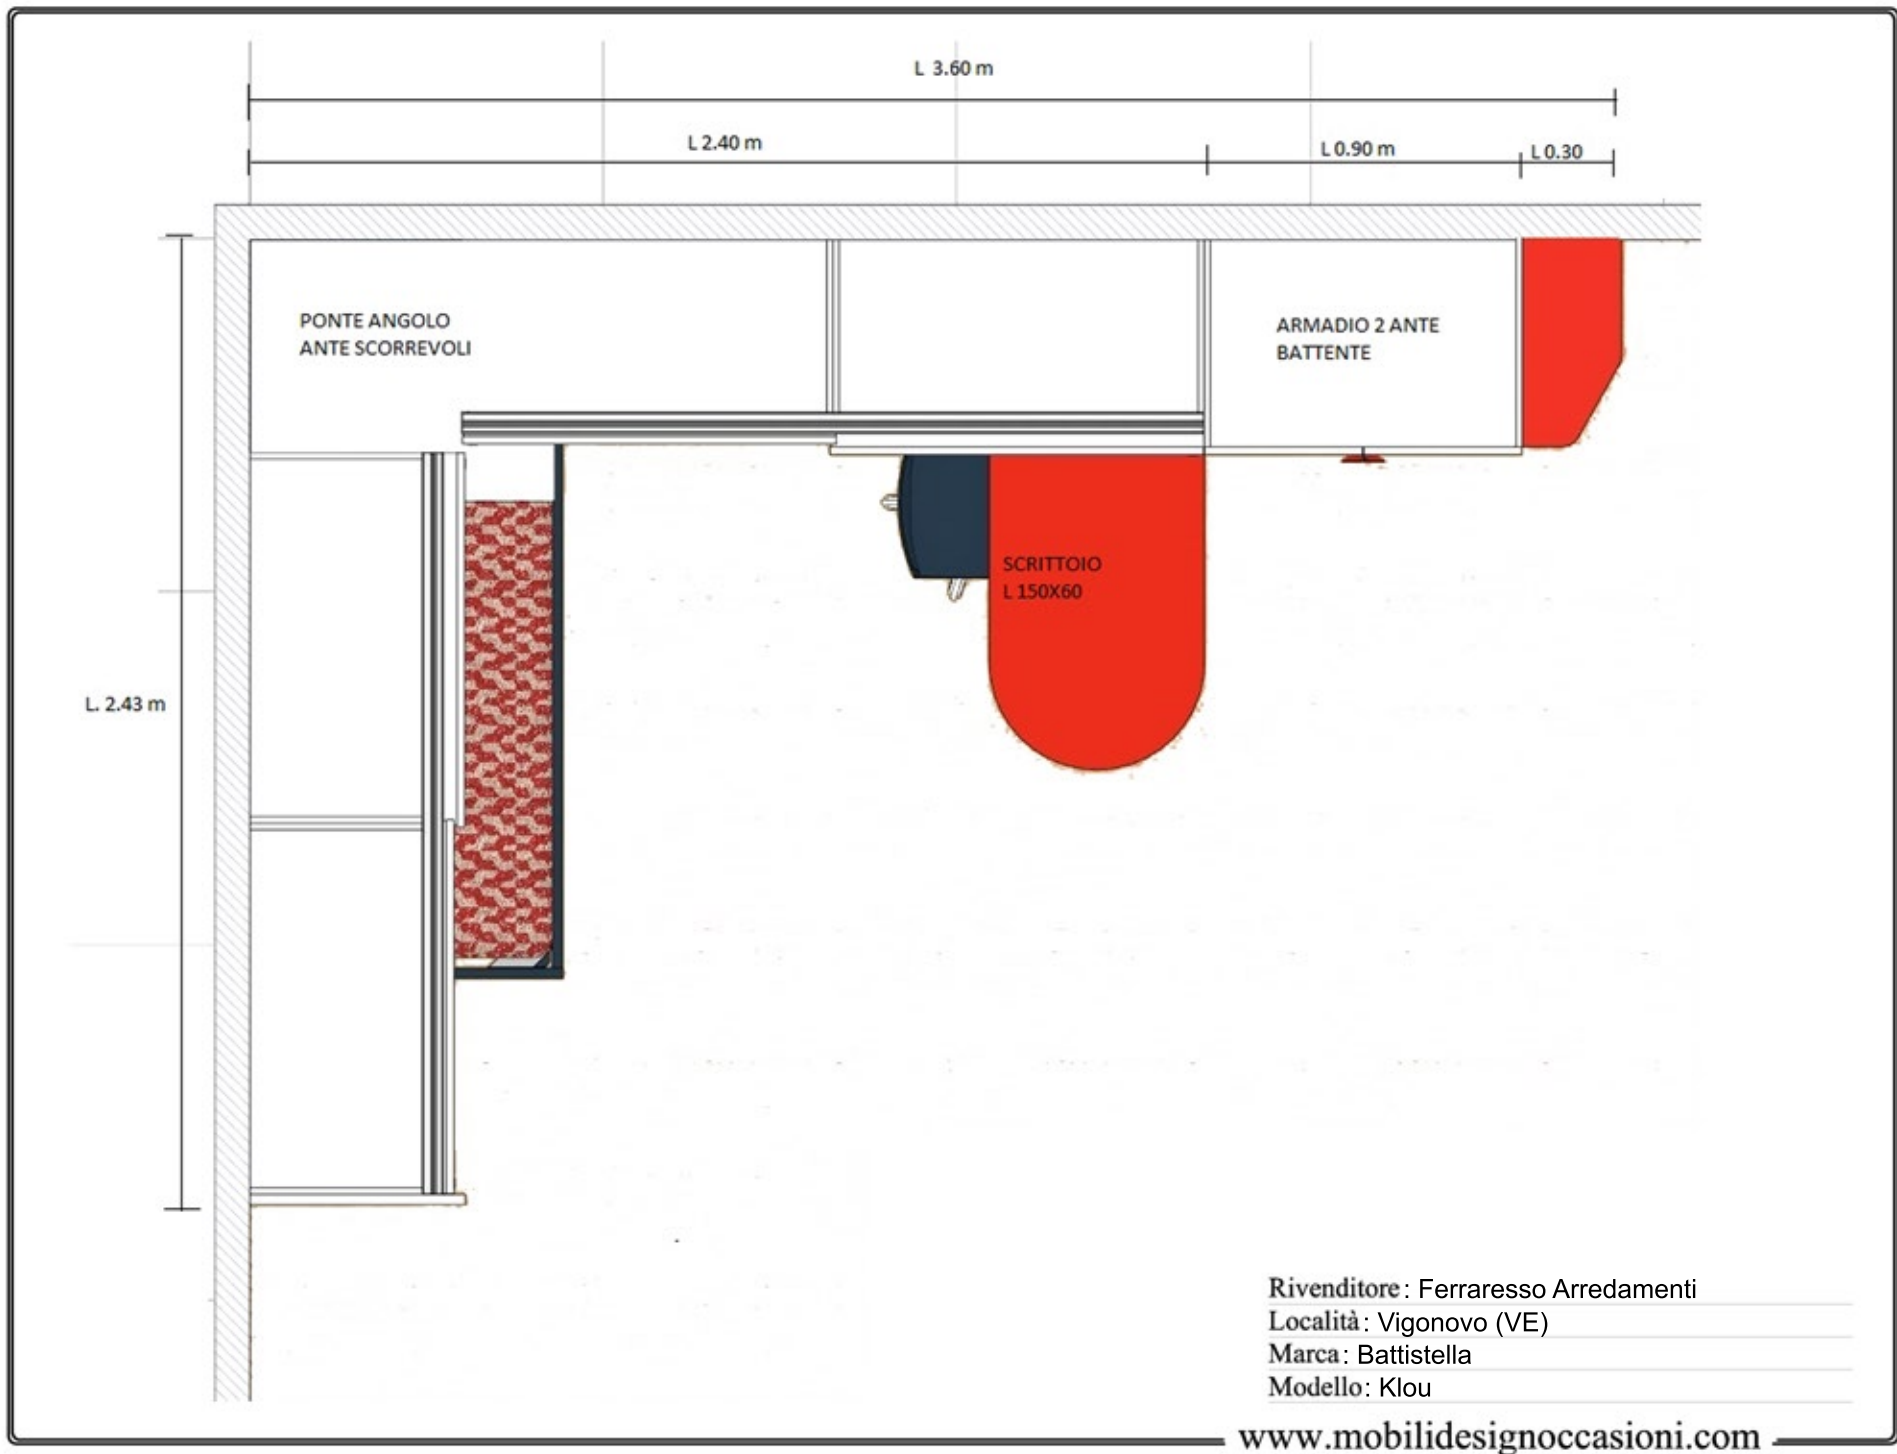 L 3.60 m
L 2.40 m
L 0.90 m
L 0.30
PONTE ANGOLO
ANTE SCORREVOLI
ARMADIO 2 ANTE
BATTENTE
SCRITTOIO
L 150X60
L. 2.43 m
Rivenditore : Ferraresso Arredamenti
Località : Vigonovo (VE)
Marca : Battistella
Modello : Klou
www.mobilidesignoccasioni.com